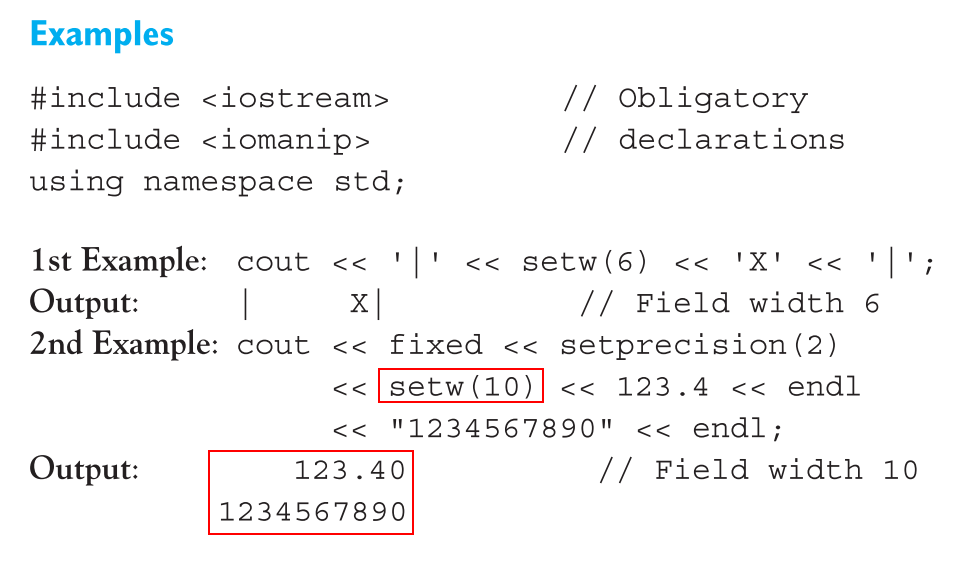 Examples
#include <iostream> // Obligatory
#include <iomanip> // declarations
using namespace std;
1st Example: cout << '|' << setw(6) << 'X' << '|';
Output: |     X| // Field width 6
2nd Example: cout << fixed << setprecision(2)
<< setw(10) << 123.4 << endl
<< "1234567890" << endl;
Output: 123.40 // Field width 10
1234567890